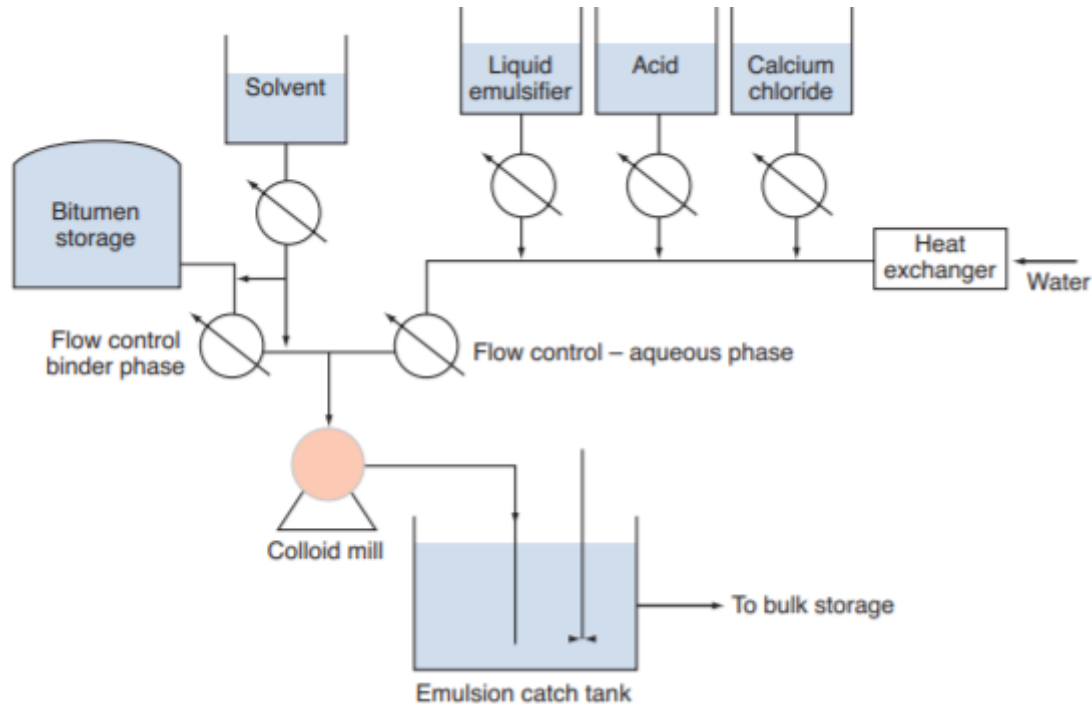 Solvent
Liquid
emulsifier
Acid
Calcium
chloride
Bitumen
storage
Heat
exchanger
Water
Flow control
binder phase
Flow control – aqueous phase
Colloid mill
To bulk storage
Emulsion catch tank